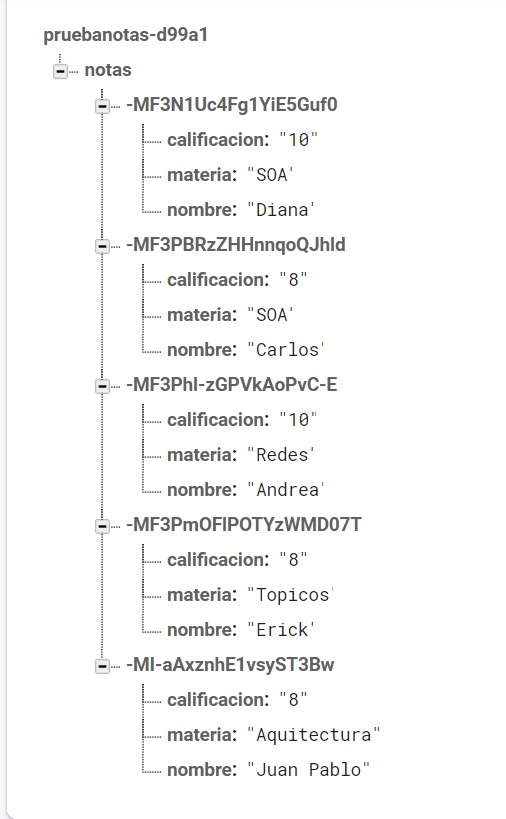 pruebanotas-d99a1
notas
-MF3N1Uc4Fg1YiE5Guf0
calificacion: "10"
materia: "SOA'
nombre: "Diana'
-MF3PBRzZHHnnqoQJhld
calificacion: "8"
materia: "SOA'
nombre: "Carlos'
-MF3Phl-zGPVkAoPvC-E
calificacion: "10"
materia: "Redes'
nombre: "Andrea'
-MF3PmOFlPOTYzWMD07T
calificacion: "8"
materia: "Topicos'
nombre: "Erick'
-MI-aAxznhE1vsyST3Bw
calificacion: "8"
materia: "Aquitectura"
nombre: "Juan Pablo"